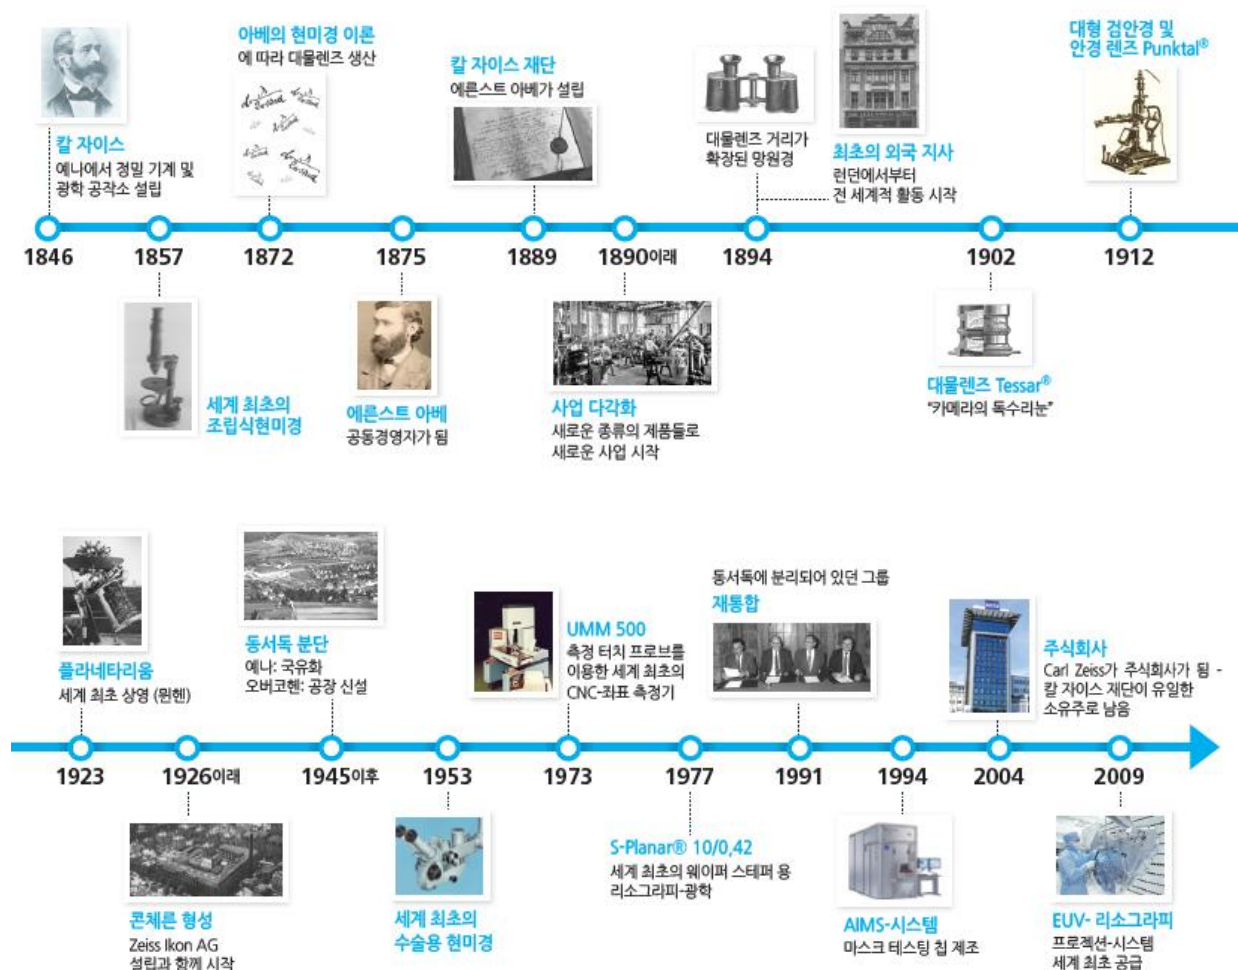 칼 자이스
예나에서 정밀 기계 및
광학 공작소 설립
1846
1857
세계 최초의
조립식현미경
아베의 현미경 이론
에 따라 대물렌즈 생산
1872
1875
에른스트 아베
공동경영자가 됨
칼 자이스 재단
에른스트 아베가 설립
1889
1890이래
사업 다각화
새로운 종류의 제품들로
새로운 사업 시작
대물렌즈 거리가
확장된 망원경
1894
최초의 외국 지사
런던에서부터
전 세계적 활동 시작
1902
대물렌즈 Tessar®
"카메라의 독수리눈"
대형 검안경 및
안경 렌즈 Punktal®
1912
플라네타리움
세계 최초 상영 (뮌헨)
1923
1926이래
콘체른 형성
Zeiss Ikon AG
설립과 함께 시작
동서독 분단
예나: 국유화
오버코헨: 공장 신설
1945이후
1953
세계 최초의
수술용 현미경
UMM 500
측정 터치 프로브를
이용한 세계 최초의
CNC-좌표 측정기
1973
1977
S-Planar® 10/0,42
세계 최초의 웨이퍼 스테퍼 용
리소그라피-광학
동서독에 분리되어 있던 그룹
재통합
1991
1994
AIMS-시스템
마스크 테스팅 칩 제조
주식회사
Carl Zeiss가 주식회사가 됨 -
칼 자이스 재단이 유일한
소유주로 남음
2004
2009
EUV- 리소그라피
프로젝션-시스템
세계 최초 공급